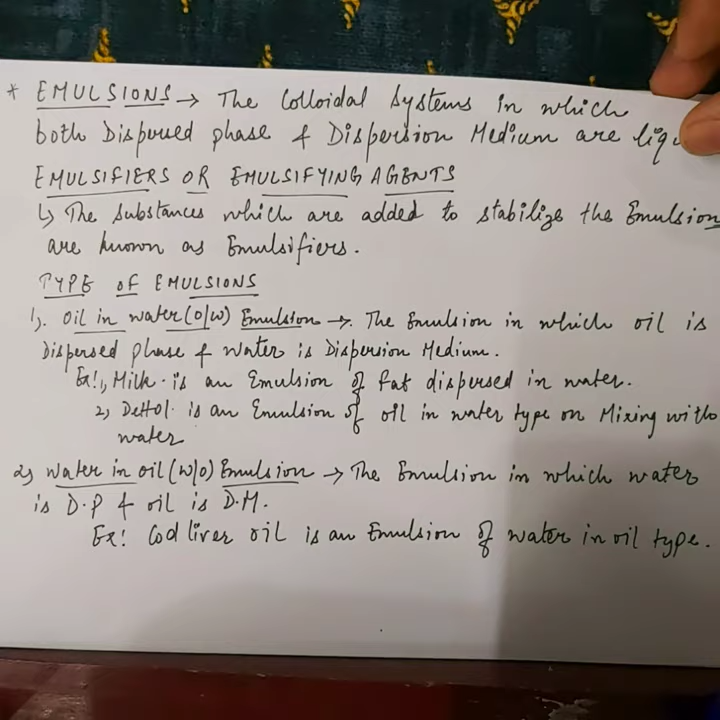 * EMULSIONS → The Colloidal Systems in which
both Dispersed phase & Dispersion Medium are
EMULSIFIERS OR EMULSIFYING AGENTS
↳ The Substances which are added to stabilize the Emulsion
are known as Emulsifiers.
TYPE OF EMULSIONS
1). Oil in water (O/W) Emulsion →. The Emulsion in which oil is
Dispersed phase & Water is Dispersion Medium.
Ex! 1, Milk. is an Emulsion of fat dispersed in water.
2) Dettol. is an Emulsion of oil in water type on Mixing with
water
2) Water in oil (W/O) Emulsion → The Emulsion in which water
is D.P & oil is D.M.
Ex! Cod liver oil is an Emulsion of water in oil type.